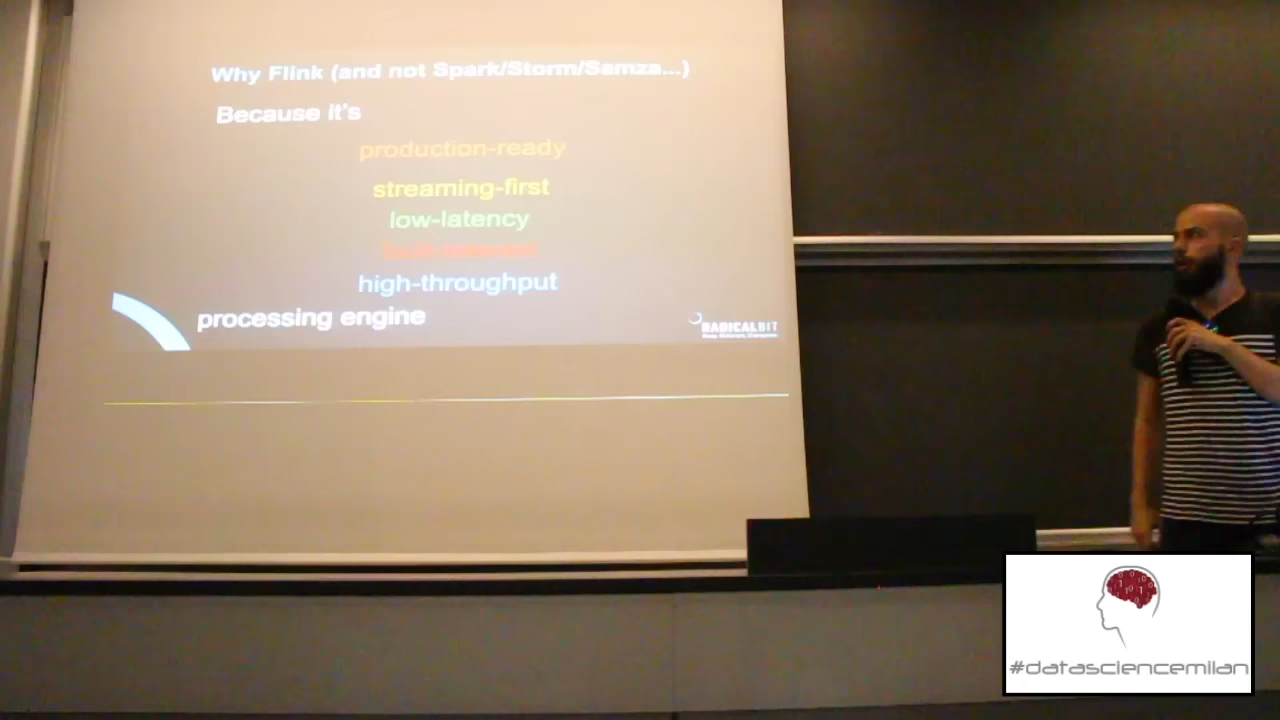 Why Flink (and not Spark/Storm/Samza...)
Because it's
production-ready
streaming-first
low-latency
high-throughput
processing engine
RADICALBIT
#datasciencemilan